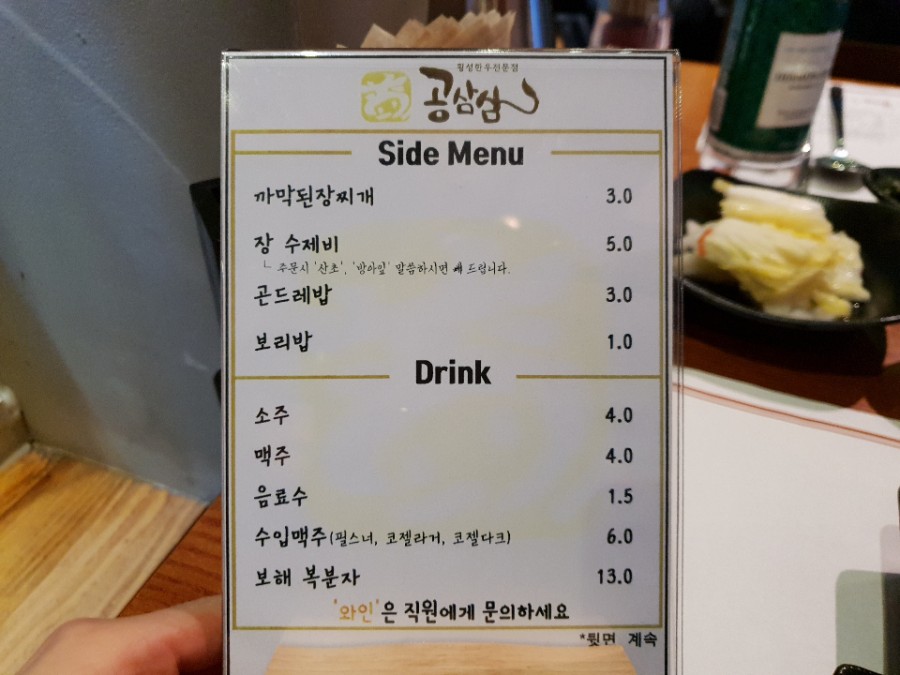 횡성한우전문점
공삼삼
Side Menu
까막된장찌개 3.0
장 수제비 5.0
└ 주문시 '산초', '방아잎' 말씀하시면 드립니다.
곤드레밥 3.0
보리밥 1.0
Drink
소주 4.0
맥주 4.0
음료수 1.5
수입맥주(필스너, 코젤라거, 코젤다크) 6.0
보해 복분자 13.0
'와인'은 직원에게 문의하세요
*뒷면 계속